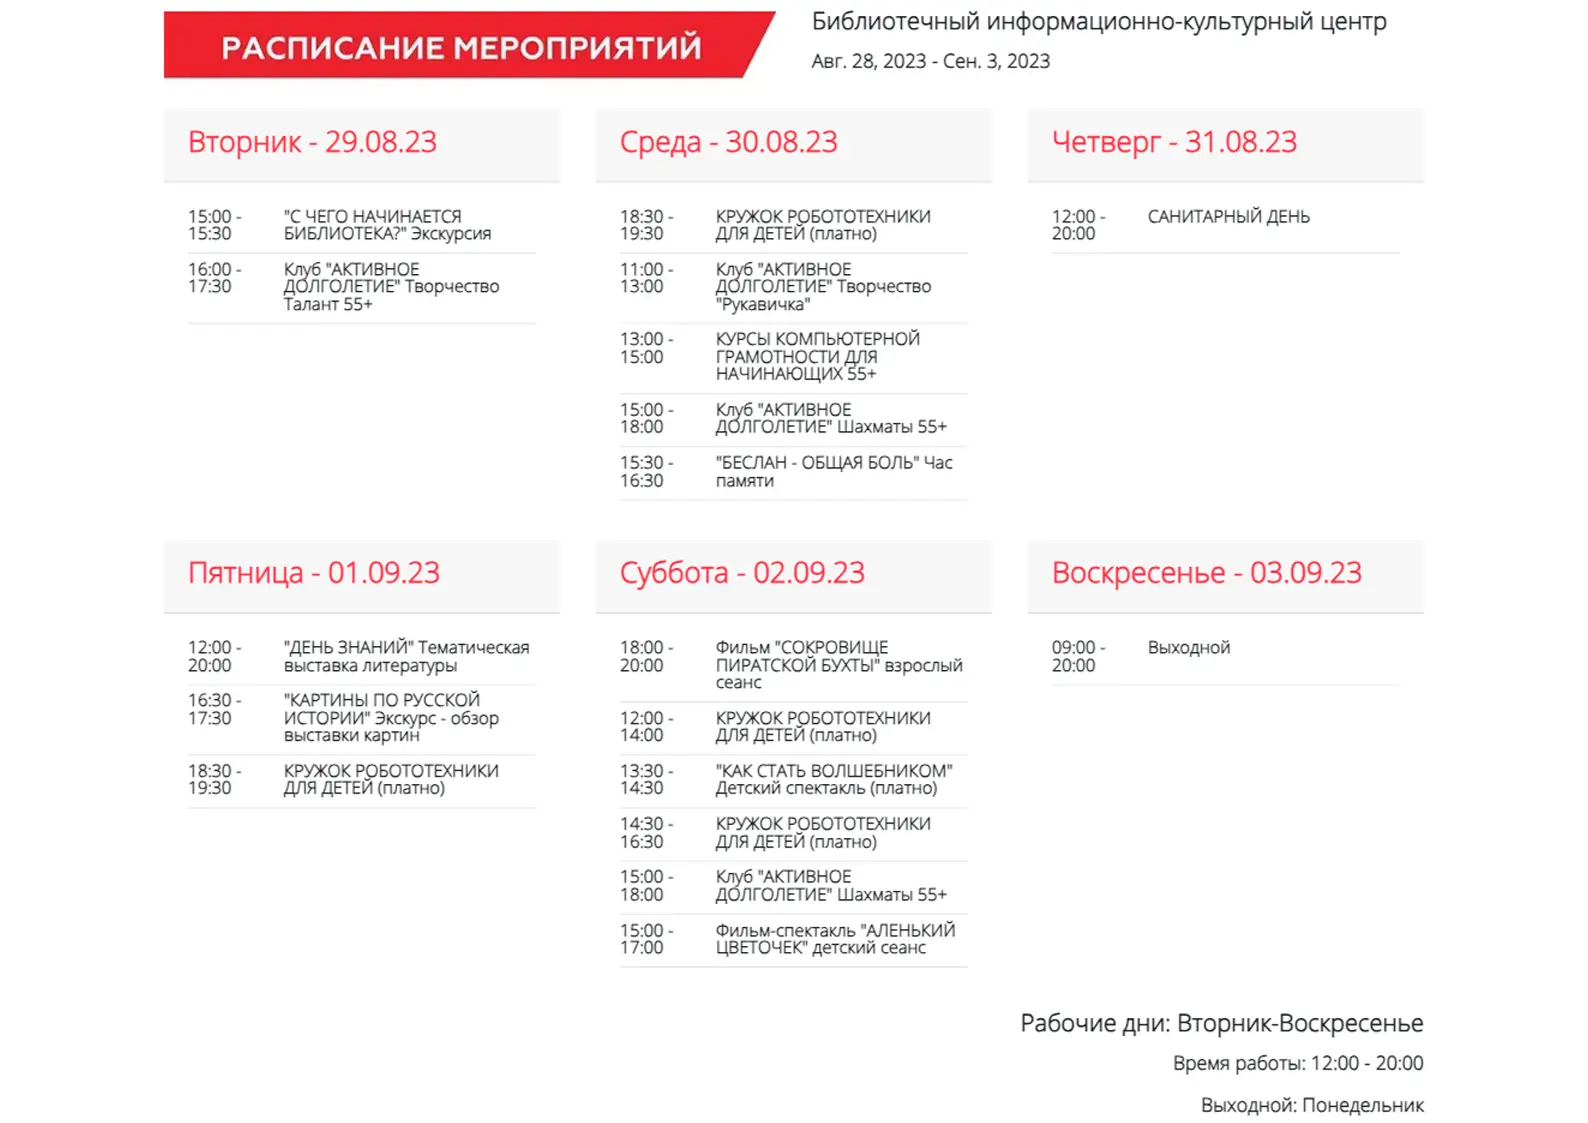 РАСПИСАНИЕ МЕРОПРИЯТИЙ
Библиотечный информационно-культурный центр
Авг. 28, 2023 - Сен. 3, 2023
Вторник - 29.08.23
15:00 - "С ЧЕГО НАЧИНАЕТСЯ
15:30 БИБЛИОТЕКА?" Экскурсия
16:00 - Клуб "АКТИВНОЕ
17:30 ДОЛГОЛЕТИЕ" Творчество
Талант 55+
Среда - 30.08.23
18:30 - КРУЖОК РОБОТОТЕХНИКИ
19:30 ДЛЯ ДЕТЕЙ (платно)
11:00 - Клуб "АКТИВНОЕ
13:00 ДОЛГОЛЕТИЕ" Творчество
"Рукавичка"
13:00 - КУРСЫ КОМПЬЮТЕРНОЙ
15:00 ГРАМОТНОСТИ ДЛЯ
НАЧИНАЮЩИХ 55+
15:00 - Клуб "АКТИВНОЕ
18:00 ДОЛГОЛЕТИЕ" Шахматы 55+
15:30 - "БЕСЛАН - ОБЩАЯ БОЛЬ" Час
16:30 памяти
Четверг - 31.08.23
12:00 - САНИТАРНЫЙ ДЕНЬ
20:00
Пятница - 01.09.23
12:00 - "ДЕНЬ ЗНАНИЙ" Тематическая
20:00 выставка литературы
16:30 - "КАРТИНЫ ПО РУССКОЙ
17:30 ИСТОРИИ" Экскурс - обзор
выставки картин
18:30 - КРУЖОК РОБОТОТЕХНИКИ
19:30 ДЛЯ ДЕТЕЙ (платно)
Суббота - 02.09.23
18:00 - Фильм "СОКРОВИЩЕ
20:00 ПИРАТСКОЙ БУХТЫ" взрослый
сеанс
12:00 - КРУЖОК РОБОТОТЕХНИКИ
14:00 ДЛЯ ДЕТЕЙ (платно)
13:30 - "КАК СТАТЬ ВОЛШЕБНИКОМ"
14:30 Детский спектакль (платно)
14:30 - КРУЖОК РОБОТОТЕХНИКИ
16:30 ДЛЯ ДЕТЕЙ (платно)
15:00 - Клуб "АКТИВНОЕ
18:00 ДОЛГОЛЕТИЕ" Шахматы 55+
15:00 - Фильм-спектакль "АЛЕНЬКИЙ
17:00 ЦВЕТОЧЕК" детский сеанс
Воскресенье - 03.09.23
09:00 - Выходной
20:00
Рабочие дни: Вторник-Воскресенье
Время работы: 12:00 - 20:00
Выходной: Понедельник